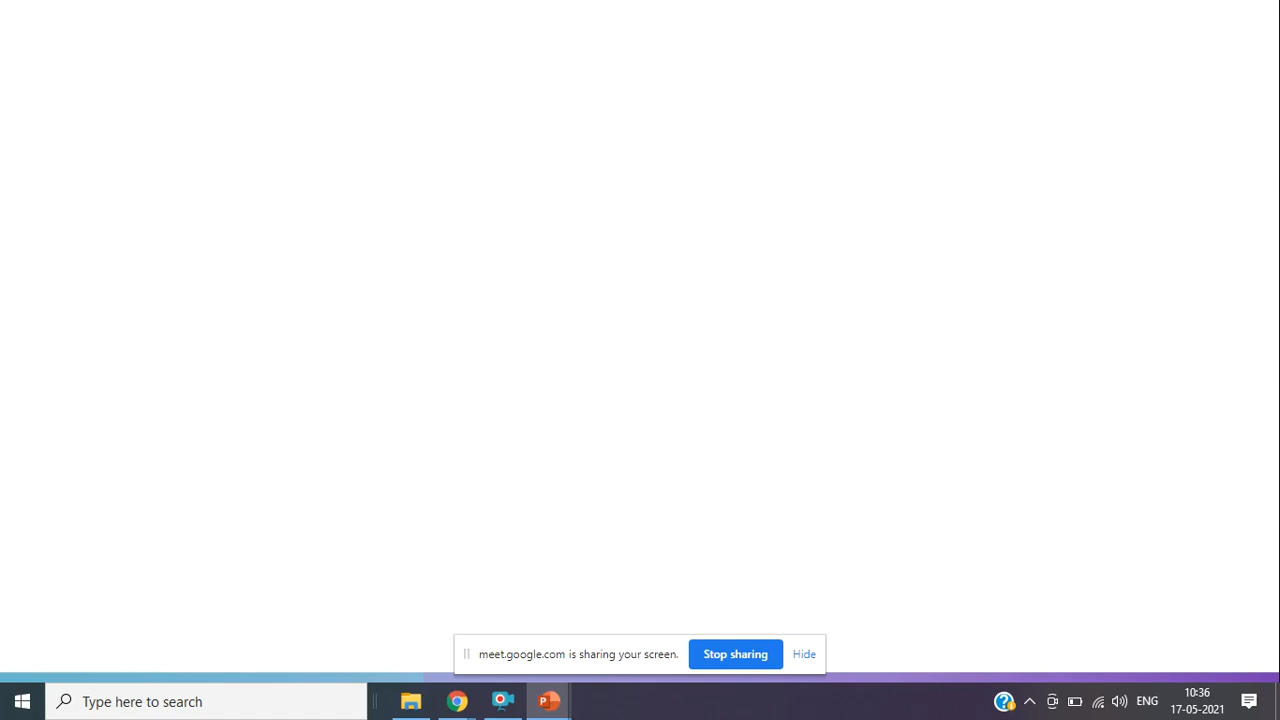 meet.google.com is sharing your screen. Stop sharing Hide
Type here to search
P
ENG
10:36
17-05-2021